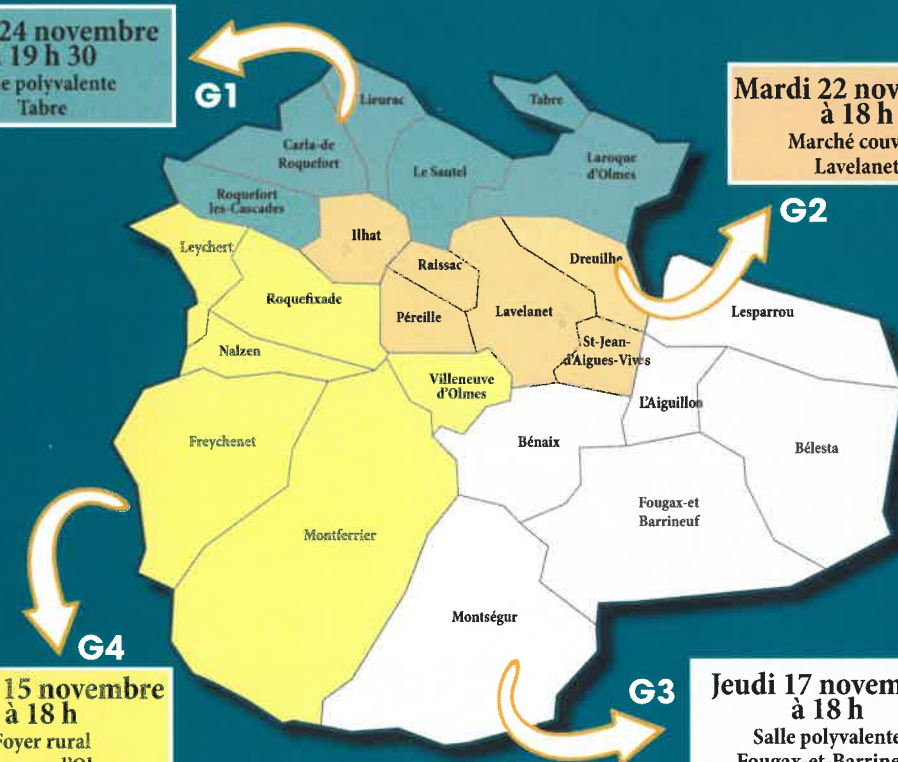 24 novembre
19 h 30
polyvalente
Tabre
G1
Lieurac
Tabre
Carla-de
Roquefort
Le Sautel
Laroque
d'Olmes
Roquefort
les-Cascades
Mardi 22
à 18 h
Marché
Lavelanet
G2
Leychert
Ilhat
Raissac
Dreuilhe
Roquefixade
Péreille
Lavelanet
Lesparrou
Nalzen
St-Jean-
d'Aigues-Vives
Villeneuve
d'Olmes
L'Aiguillon
Freychenet
Bénaix
Bélesta
Fougax-et
Barrineuf
Montferrier
Montségur
G4
15 novembre
à 18 h
Foyer rural
G3
Jeudi 17
à 18 h
Salle polyvalente